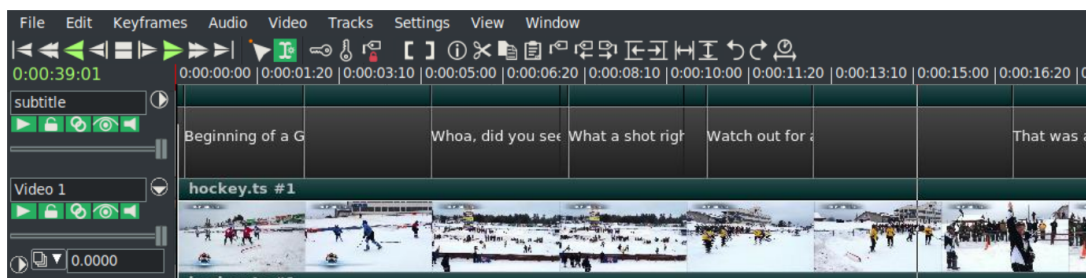 File Edit Keyframes Audio Video Tracks Settings View Window
0:00:39:01
0:00:00:00 0:00:01:20 0:00:03:10 0:00:05:00 0:00:06:20 0:00:08:10 0:00:10:00 0:00:11:20 0:00:13:10 0:00:15:00 0:00:16:20
subtitle
Beginning of a G Whoa, did you see What a shot righ Watch out for a That was a
Video 1
hockey.ts #1
0.0000